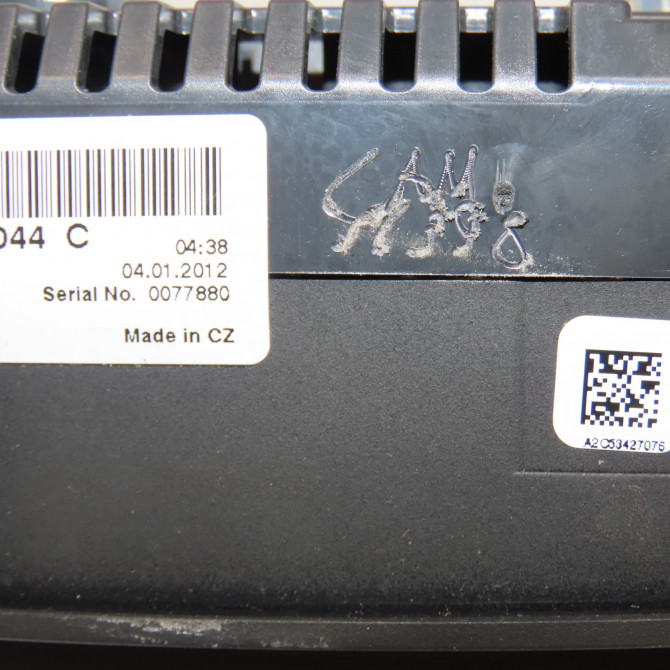 044 C
04:38
04.01.2012
Serial No. 0077880
Made in CZ
A2C53427076